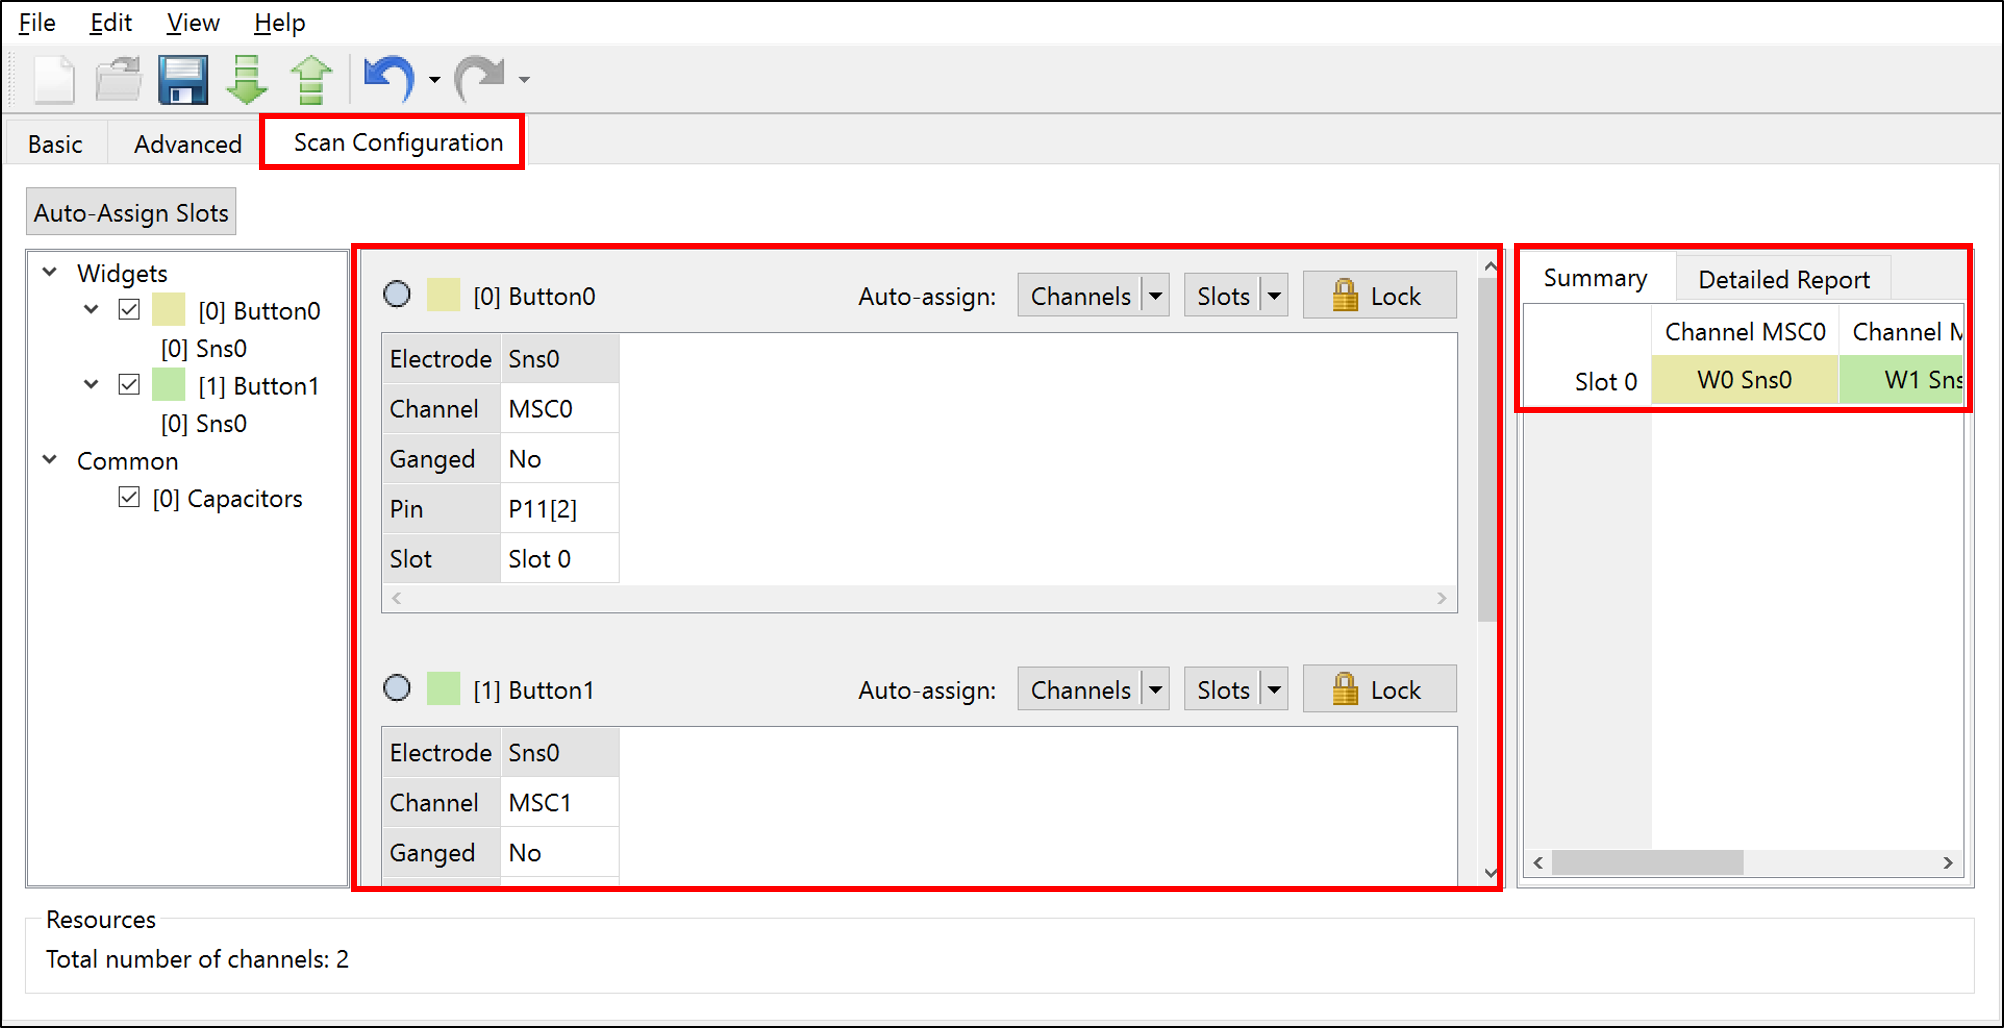 File Edit View Help
Basic Advanced Scan Configuration
Auto-Assign Slots
Widgets
[0] Button0
[0] Sns0
[1] Button1
[0] Sns0
Common
[0] Capacitors
[0] Button0 Auto-assign: Channels Slots Lock
Electrode Sns0
Channel MSC0
Ganged No
Pin P11[2]
Slot Slot 0
[1] Button1 Auto-assign: Channels Slots Lock
Electrode Sns0
Channel MSC1
Ganged No
Summary Detailed Report
Channel MSC0 Channel M
Slot 0 W0 Sns0 W1 Sns
Resources
Total number of channels: 2